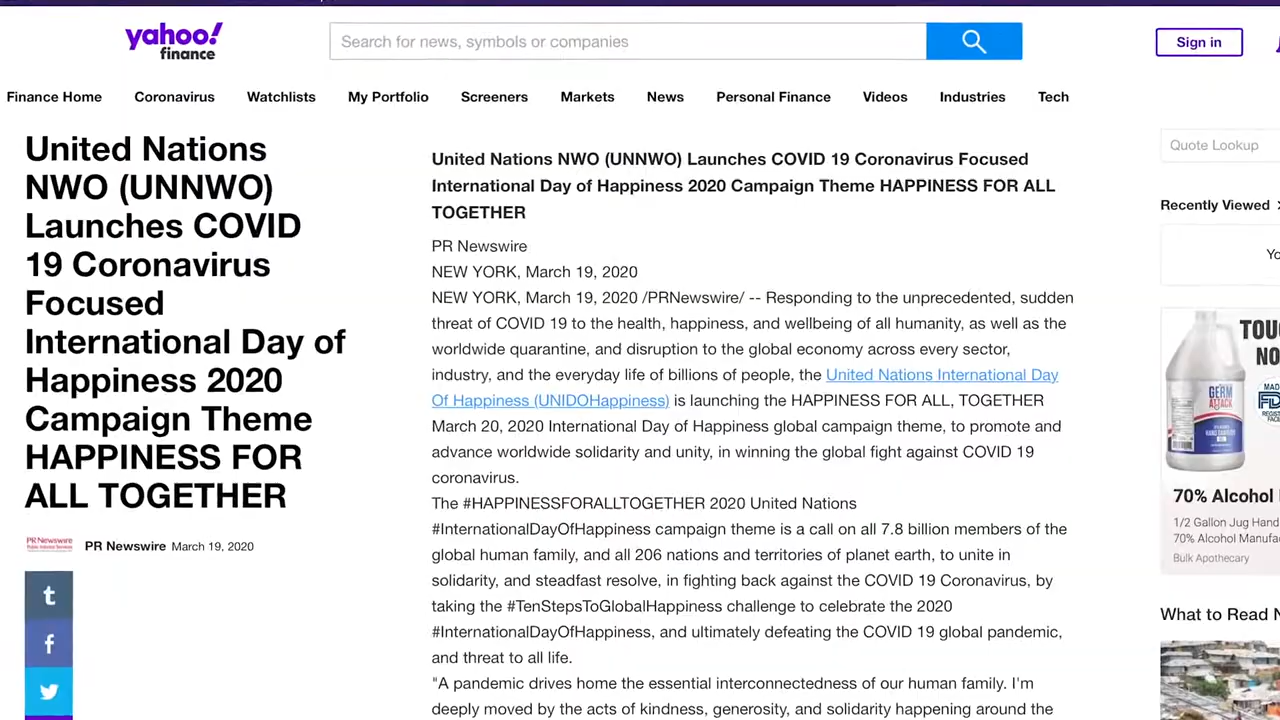 yahoo!
finance
Search for news, symbols or companies
Sign in
Finance Home Coronavirus Watchlists My Portfolio Screeners Markets News Personal Finance Videos Industries Tech
United Nations
NWO (UNNWO)
Launches COVID
19 Coronavirus
Focused
International Day of
Happiness 2020
Campaign Theme
HAPPINESS FOR
ALL TOGETHER
PR Newswire
PR Newswire March 19, 2020
t
f
United Nations NWO (UNNWO) Launches COVID 19 Coronavirus Focused
International Day of Happiness 2020 Campaign Theme HAPPINESS FOR ALL
TOGETHER
PR Newswire
NEW YORK, March 19, 2020
NEW YORK, March 19, 2020 /PRNewswire/ -- Responding to the unprecedented, sudden
threat of COVID 19 to the health, happiness, and wellbeing of all humanity, as well as the
worldwide quarantine, and disruption to the global economy across every sector,
industry, and the everyday life of billions of people, the United Nations International Day
Of Happiness (UNIDOHappiness) is launching the HAPPINESS FOR ALL, TOGETHER
March 20, 2020 International Day of Happiness global campaign theme, to promote and
advance worldwide solidarity and unity, in winning the global fight against COVID 19
coronavirus.
The #HAPPINESSFORALLTOGETHER 2020 United Nations
#InternationalDayOfHappiness campaign theme is a call on all 7.8 billion members of the
global human family, and all 206 nations and territories of planet earth, to unite in
solidarity, and steadfast resolve, in fighting back against the COVID 19 Coronavirus, by
taking the #TenStepsToGlobalHappiness challenge to celebrate the 2020
#InternationalDayOfHappiness, and ultimately defeating the COVID 19 global pandemic,
and threat to all life.
"A pandemic drives home the essential interconnectedness of our human family. I'm
deeply moved by the acts of kindness, generosity, and solidarity happening around the
Quote Lookup
Recently Viewed >
Yo
TOUG
NO
MADE
GERM
ATTACK
70% Alcohol
1/2 Gallon Jug Hand
70% Alcohol Manufa
Bulk Apothecary
What to Read N